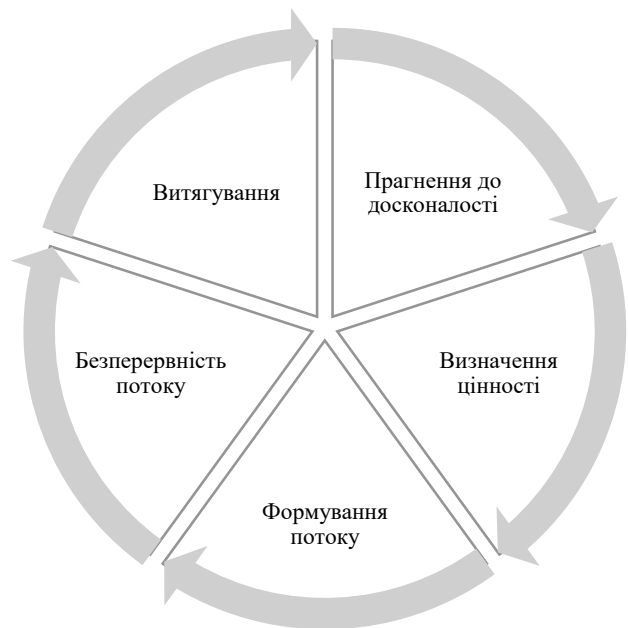 Витягування
Прагнення до
досконалості
Безперервність
потоку
Визначення
цінності
Формування
потоку